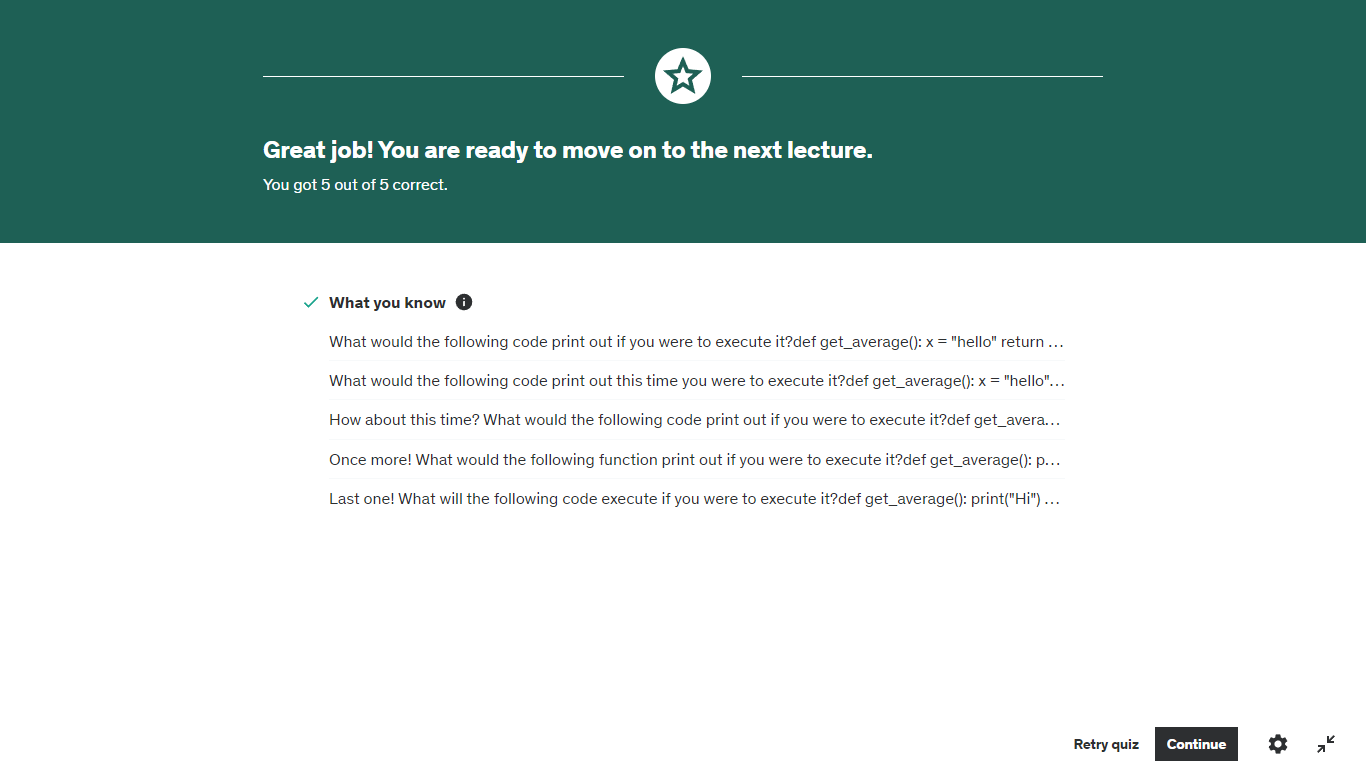 Great job! You are ready to move on to the next lecture.
You got 5 out of 5 correct.
What you know
What would the following code print out if you were to execute it?def get_average(): x = "hello" return ...
What would the following code print out this time you were to execute it?def get_average(): x = "hello"...
How about this time? What would the following code print out if you were to execute it?def get_avera...
Once more! What would the following function print out if you were to execute it?def get_average(): p...
Last one! What will the following code execute if you were to execute it?def get_average(): print("Hi") ...
Retry quiz
Continue